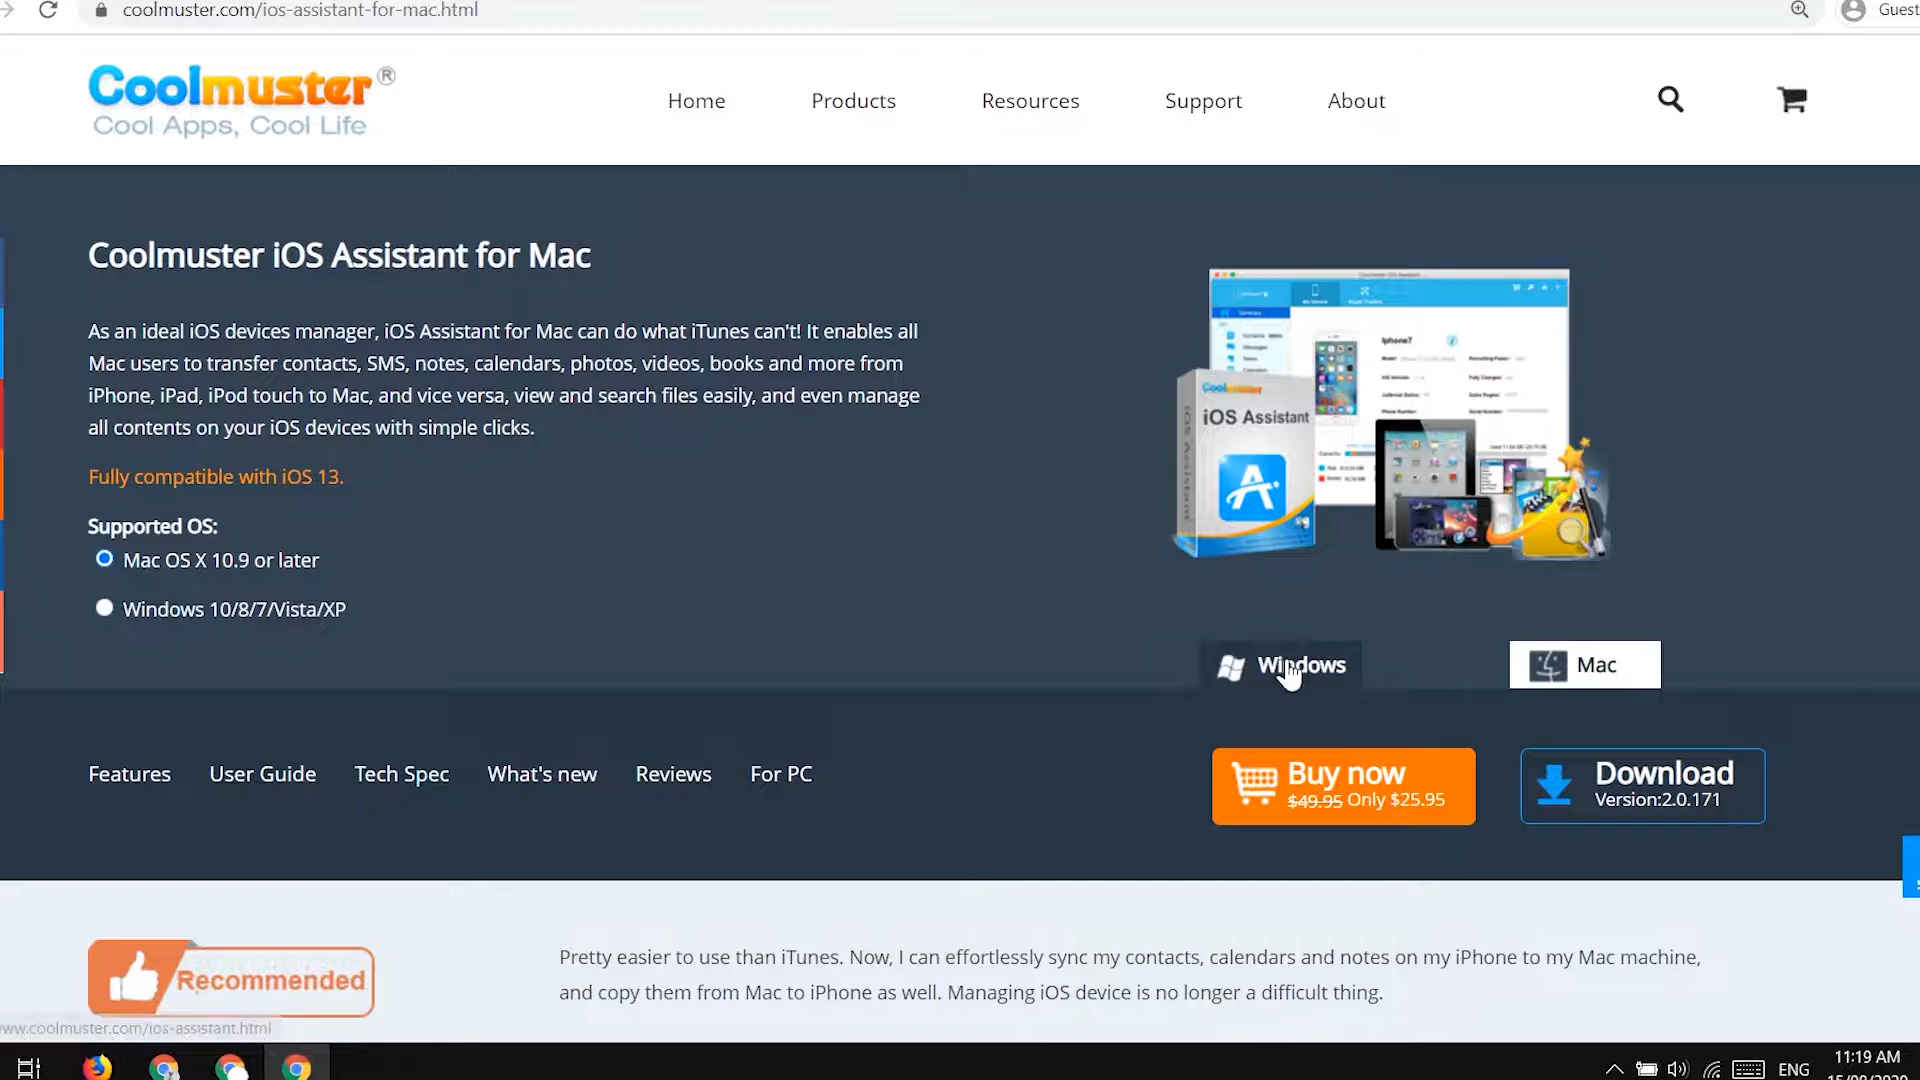 coolmuster.com/ios-assistant-for-mac.html
Guest
Coolmuster®
Cool Apps, Cool Life
Home Products Resources Support About
Coolmuster iOS Assistant for Mac
As an ideal iOS devices manager, iOS Assistant for Mac can do what iTunes can't! It enables all
Mac users to transfer contacts, SMS, notes, calendars, photos, videos, books and more from
iPhone, iPad, iPod touch to Mac, and vice versa, view and search files easily, and even manage
all contents on your iOS devices with simple clicks.
Fully compatible with iOS 13.
Supported OS:
Mac OS X 10.9 or later
Windows 10/8/7/Vista/XP
Iphone7
Coolmuster
iOS Assistant
iOS Assistant
Windows
Mac
Features User Guide Tech Spec What's new Reviews For PC
Buy now
$49.95 Only $25.95
Download
Version:2.0.171
Recommended
Pretty easier to use than iTunes. Now, I can effortlessly sync my contacts, calendars and notes on my iPhone to my Mac machine,
and copy them from Mac to iPhone as well. Managing iOS device is no longer a difficult thing.
www.coolmuster.com/ios-assistant.html
ENG
11:19 AM
15/08/2020